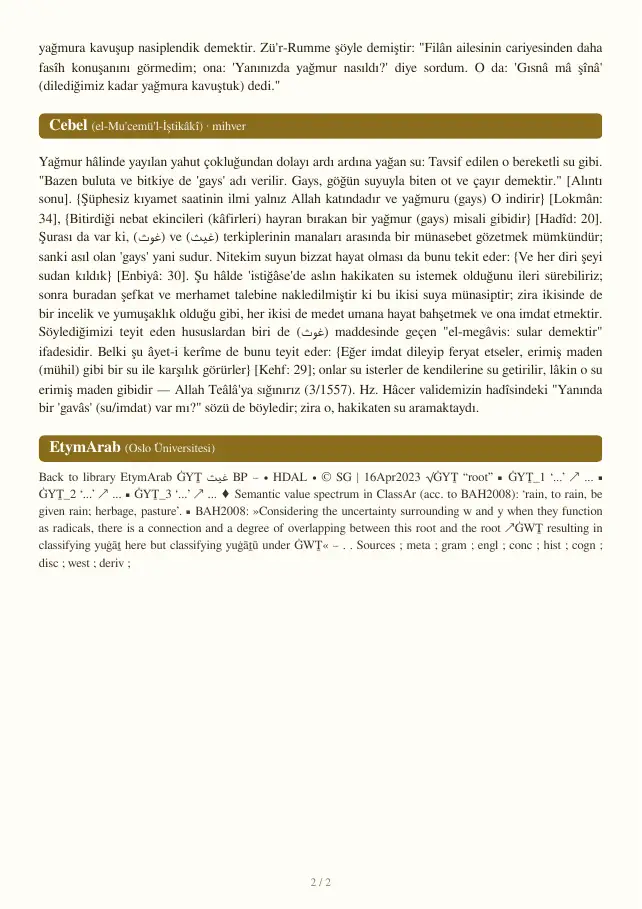 yağmura kavuşup nasiplendik demektir. Zü'r-Rumme şöyle demiştir: "Filân ailesinin cariyesinden daha
fasîh konuşanını görmedim; ona: 'Yanınızda yağmur nasıldı?' diye sordum. O da: 'Gısnâ mâ şînâ'
(dilediğimiz kadar yağmura kavuştuk) dedi."
Cebel (el-Mu'cemü'l-İştikâkî) · mihver
Yağmur hâlinde yayılan yahut çokluğundan dolayı ardı ardına yağan su: Tavsif edilen o bereketli su gibi.
"Bazen buluta ve bitkiye de 'gays' adı verilir. Gays, göğün suyuyla biten ot ve çayır demektir." [Alıntı
sonu]. {Şüphesiz kıyamet saatinin ilmi yalnız Allah katındadır ve yağmuru (gays) O indirir} [Lokmân:
34], {Bitirdiği nebat ekincileri (kâfirleri) hayran bırakan bir yağmur (gays) misali gibidir} [Hadîd: 20].
Şurası da var ki, (غوث) ve (غيث) terkiplerinin manaları arasında bir münasebet gözetmek mümkündür;
sanki asıl olan 'gays' yani sudur. Nitekim suyun bizzat hayat olması da bunu tekit eder: {Ve her diri şeyi
sudan kıldık} [Enbiyâ: 30]. Şu hâlde 'istiğâse'de aslın hakikaten su istemek olduğunu ileri sürebiliriz;
sonra buradan şefkat ve merhamet talebine nakledilmiştir ki bu ikisi suya münasiptir; zira ikisinde de
bir incelik ve yumuşaklık olduğu gibi, her ikisi de medet umana hayat bahşetmek ve ona imdat etmektir.
Söylediğimizi teyit eden hususlardan biri de (غوث) maddesinde geçen "el-megâvis: sular demektir"
ifadesidir. Belki şu âyet-i kerîme de bunu teyit eder: {Eğer imdat dileyip feryat etseler, erimiş maden
(mühil) gibi bir su ile karşılık görürler} [Kehf: 29]; onlar su isterler de kendilerine su getirilir, lâkin o su
erimiş maden gibidir — Allah Teâlâ'ya sığınırız (3/1557). Hz. Hâcer validemizin hadîsindeki "Yanında
bir 'gavâs' (su/imdat) var mı?" sözü de böyledir; zira o, hakikaten su aramaktaydı.
EtymArab (Oslo Üniversitesi)
Back to library EtymArab ĠYṮ غيث BP – • HDAL • © SG | 16Apr2023 √ĠYṮ “root” ▪ ĠYṮ_1 ‘...’ ↗ ... ▪
ĠYṮ_2 ‘...’ ↗ ... ▪ ĠYṮ_3 ‘...’ ↗ ... ♦ Semantic value spectrum in ClassAr (acc. to BAH2008): ‘rain, to rain, be
given rain; herbage, pasture’. ▪ BAH2008: »Considering the uncertainty surrounding w and y when they function
as radicals, there is a connection and a degree of overlapping between this root and the root ↗ĠWṮ resulting in
classifying yuġāṯ here but classifying yuġāṯū under ĠWṮ« – . . Sources ; meta ; gram ; engl ; conc ; hist ; cogn ;
disc ; west ; deriv ;
2 / 2